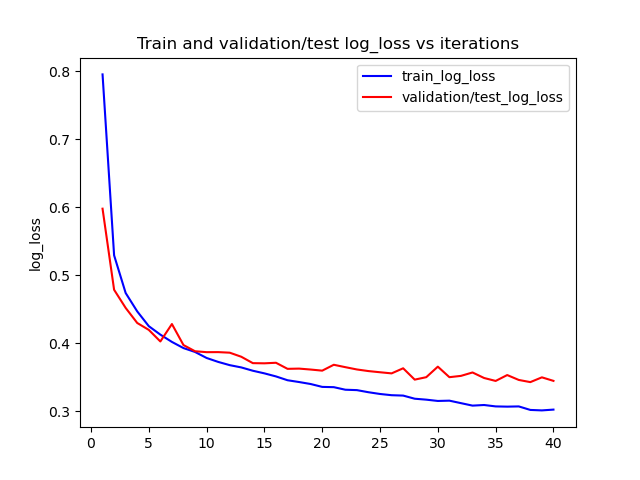 Train and validation/test log_loss vs iterations
train_log_loss
validation/test_log_loss
log_loss
0.8
0.7
0.6
0.5
0.4
0.3
0 5 10 15 20 25 30 35 40